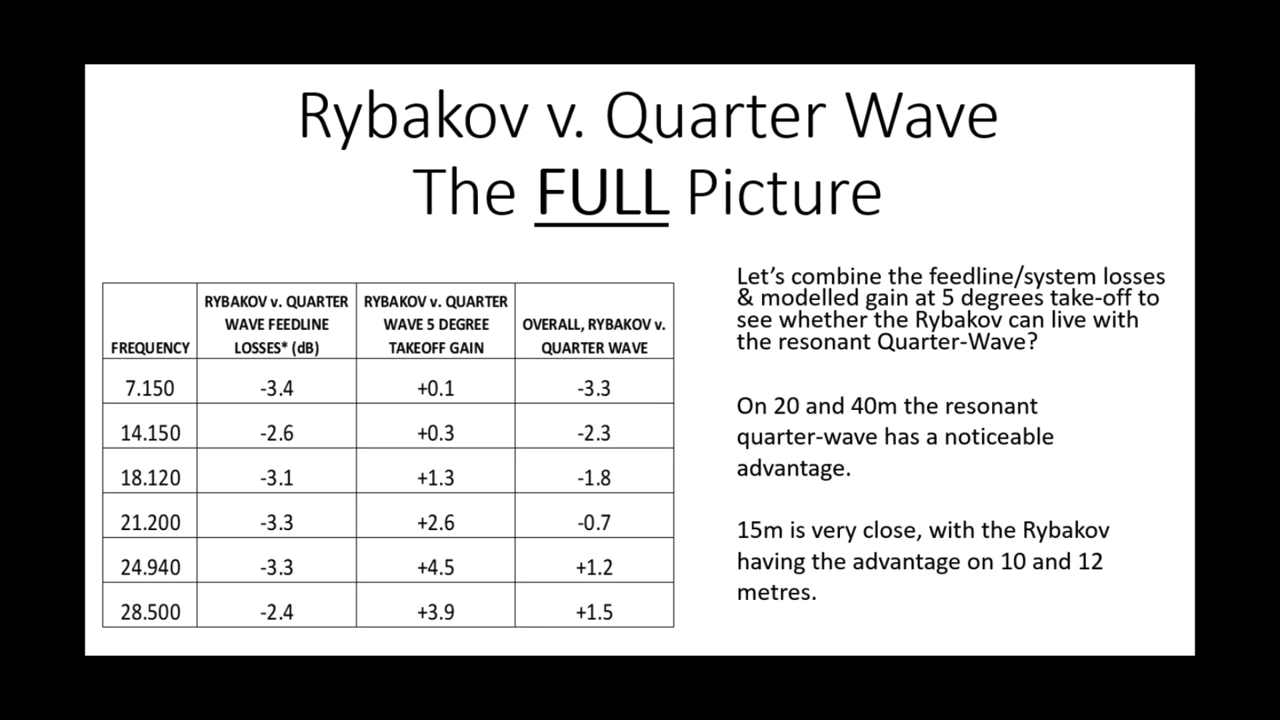 Rybakov v. Quarter Wave
The FULL Picture
FREQUENCY RYBAKOV v. QUARTER WAVE FEEDLINE LOSSES* (dB) RYBAKOV v. QUARTER WAVE 5 DEGREE TAKEOFF GAIN OVERALL, RYBAKOV v. QUARTER WAVE
7.150 -3.4 +0.1 -3.3
14.150 -2.6 +0.3 -2.3
18.120 -3.1 +1.3 -1.8
21.200 -3.3 +2.6 -0.7
24.940 -3.3 +4.5 +1.2
28.500 -2.4 +3.9 +1.5
Let's combine the feedline/system losses
& modelled gain at 5 degrees take-off to
see whether the Rybakov can live with
the resonant Quarter-Wave?
On 20 and 40m the resonant
quarter-wave has a noticeable
advantage.
15m is very close, with the Rybakov
having the advantage on 10 and 12
metres.